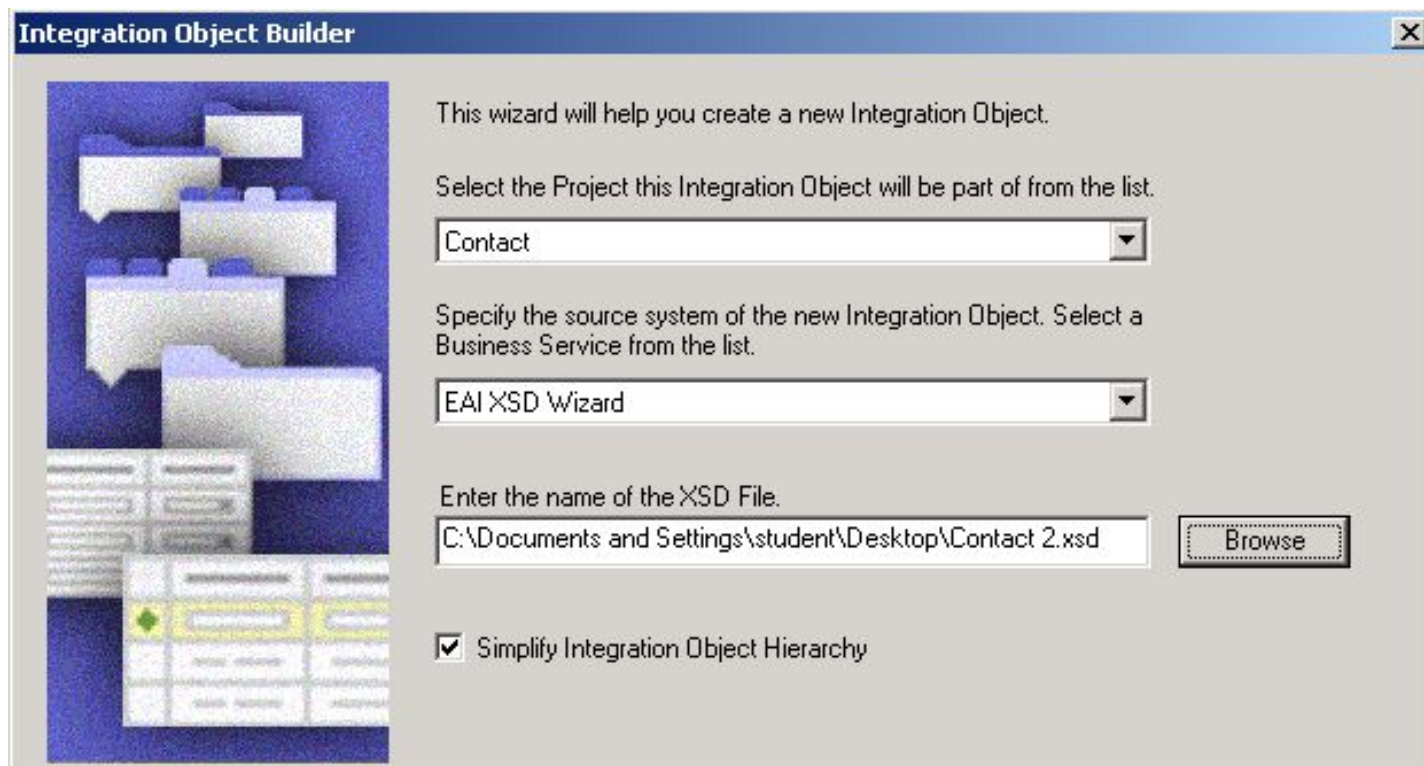 Integration Object Builder
This wizard will help you create a new Integration Object.
Select the Project this Integration Object will be part of from the list.
Contact
Specify the source system of the new Integration Object. Select a
Business Service from the list.
EAI XSD Wizard
Enter the name of the XSD File.
C:\Documents and Settings\student\Desktop\Contact 2.xsd
Browse
Simplify Integration Object Hierarchy